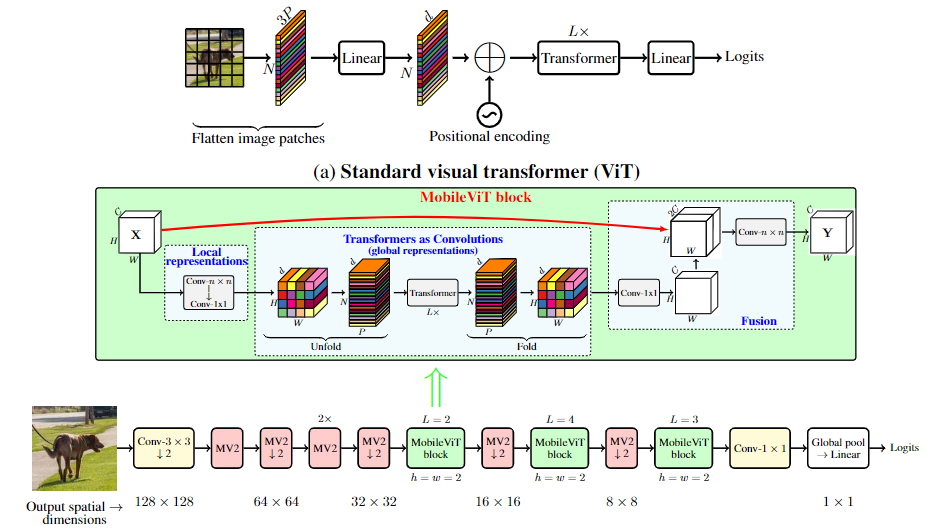 3P
N
Linear
d
N
L×
Transformer
Linear
Logits
Flatten image patches
Positional encoding
(a) Standard visual transformer (ViT)
MobileViT block
C
H
X
W
Local
representations
Conv-n × n
Conv-1x1
Transformers as Convolutions
(global representations)
d
H
W
d
N
P
Transformer
L×
d
N
P
d
H
W
Unfold
Fold
Conv-1x1
C
H
W
2C
H
W
Conv-n × n
C
H
Y
W
Fusion
Conv-3 × 3
↓ 2
MV2
MV2
↓ 2
2×
MV2
MV2
↓ 2
L = 2
MobileViT
block
h = w = 2
MV2
↓ 2
L = 4
MobileViT
block
h = w = 2
MV2
↓ 2
L = 3
MobileViT
block
h = w = 2
Conv-1 × 1
Global pool
→ Linear
Logits
Output spatial →
dimensions
128 × 128
64 × 64
32 × 32
16 × 16
8 × 8
1 × 1